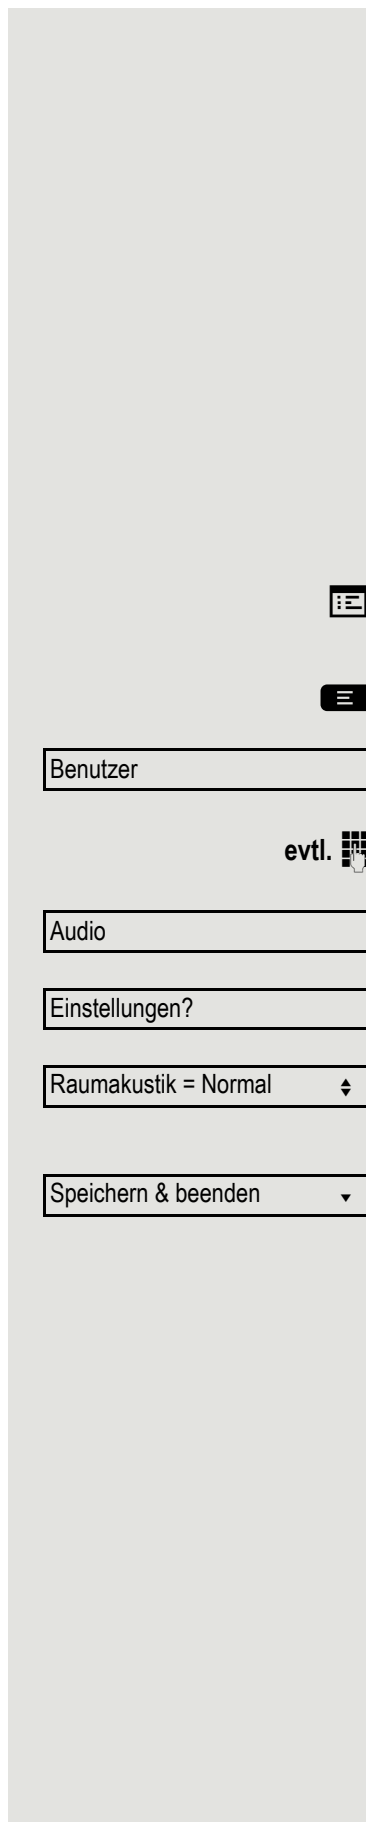 Benutzer
evtl.
Audio
Einstellungen?
Raumakustik = Normal
Speichern & beenden